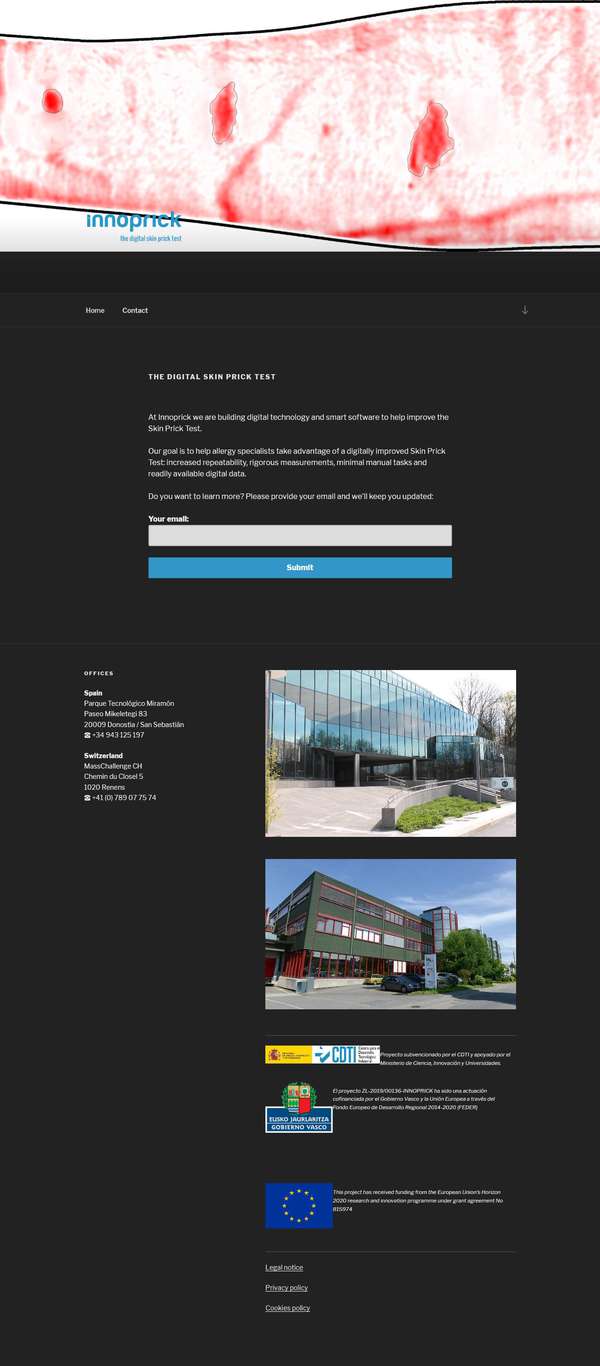 innoprick
the digital skin prick test
Home
Contact
THE DIGITAL SKIN PRICK TEST
At Innoprick we are building digital technology and smart software to help improve the
Skin Prick Test.
Our goal is to help allergy specialists take advantage of a digitally improved Skin Prick
Test: increased repeatability, rigorous measurements, minimal manual tasks and
readily available digital data.
Do you want to learn more? Please provide your email and we'll keep you updated:
Your email:
Submit
OFFICES
Spain
Parque Tecnológico Miramón
Paseo Mikeletegi 83
20009 Donostia / San Sebastián
☎ +34 943 125 197
Switzerland
MassChallenge CH
Chemin du Closel 5
1020 Renens
☎ +41 (0) 789 07 75 74
CDTI
Centro para el
Desarrollo
Tecnológico
Industrial
Proyecto subvencionado por el CDTI y apoyado por el
Ministerio de Ciencia, Innovación y Universidades.
El proyecto ZL-2019/00136-INNOPRICK ha sido una actuación
cofinanciada por el Gobierno Vasco y la Unión Europea a través del
Fondo Europeo de Desarrollo Regional 2014-2020 (FEDER)
EUSKO JAURLARITZA
GOBIERNO VASCO
This project has received funding from the European Union's Horizon
2020 research and innovation programme under grant agreement No
815974
Legal notice
Privacy policy
Cookies policy